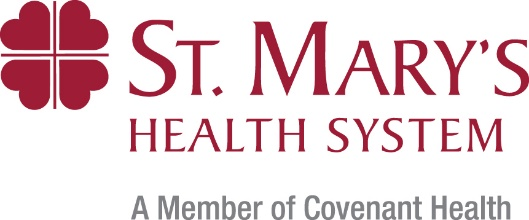 St. Mary's
Health System
A Member of Covenant Health